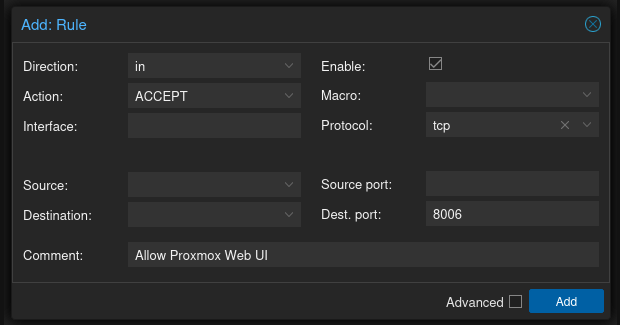 Add: Rule
Direction: in Enable:
Action: ACCEPT Macro:
Interface: Protocol: tcp
Source: Source port:
Destination: Dest. port: 8006
Comment: Allow Proxmox Web UI
Advanced Add